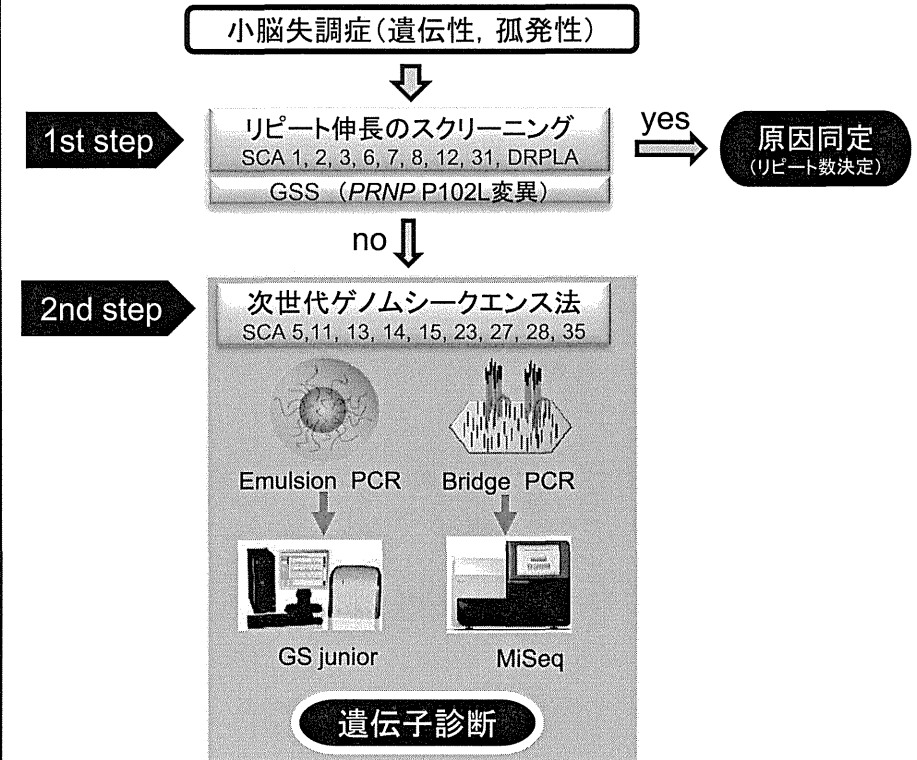 小脳失調症(遺伝性, 孤発性)
1st step
リピート伸長のスクリーニング
SCA 1, 2, 3, 6, 7, 8, 12, 31, DRPLA
GSS (PRNP P102L変異)
yes
原因同定
(リピート数決定)
no
2nd step
次世代ゲノムシークエンス法
SCA 5,11, 13, 14, 15, 23, 27, 28, 35
Emulsion PCR
Bridge PCR
GS junior
MiSeq
遺伝子診断